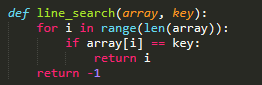 def line_search(array, key):
    for i in range(len(array)):
        if array[i] == key:
            return i
    return -1